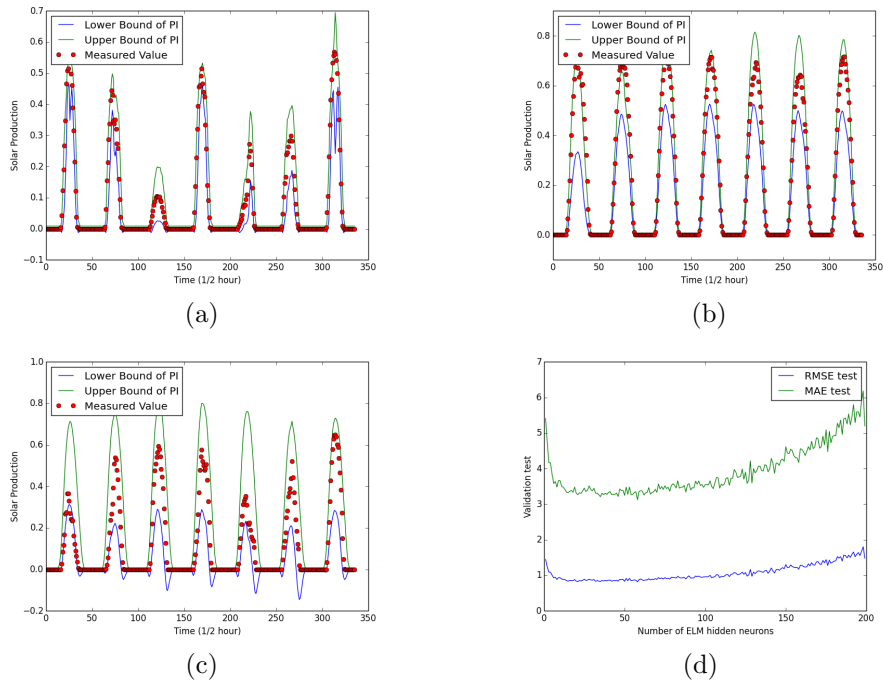 Lower Bound of PI
Upper Bound of PI
Measured Value
Solar Production
0.7
0.6
0.5
0.4
0.3
0.2
0.1
0.0
−0.1
0 50 100 150 200 250 300 350
Time (1/2 hour)
(a)
Lower Bound of PI
Upper Bound of PI
Measured Value
Solar Production
0.8
0.6
0.4
0.2
0.0
0 50 100 150 200 250 300 350
Time (1/2 hour)
(b)
Lower Bound of PI
Upper Bound of PI
Measured Value
Solar Production
1.0
0.8
0.6
0.4
0.2
0.0
−0.2
0 50 100 150 200 250 300 350
Time (1/2 hour)
(c)
RMSE test
MAE test
Validation test
7
6
5
4
3
2
1
0
0 50 100 150 200
Number of ELM hidden neurons
(d)